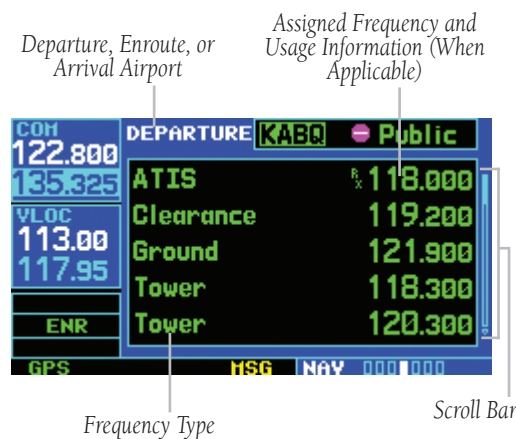 Departure, Enroute, or
Arrival Airport
Assigned Frequency and
Usage Information (When
Applicable)
COM
122.800
135.325
VLOC
113.00
117.95
ENR
GPS
DEPARTURE KABQ Public
ATIS Rx 118.000
Clearance 119.200
Ground 121.900
Tower 118.300
Tower 120.300
MSG NAV
Frequency Type
Scroll Bar